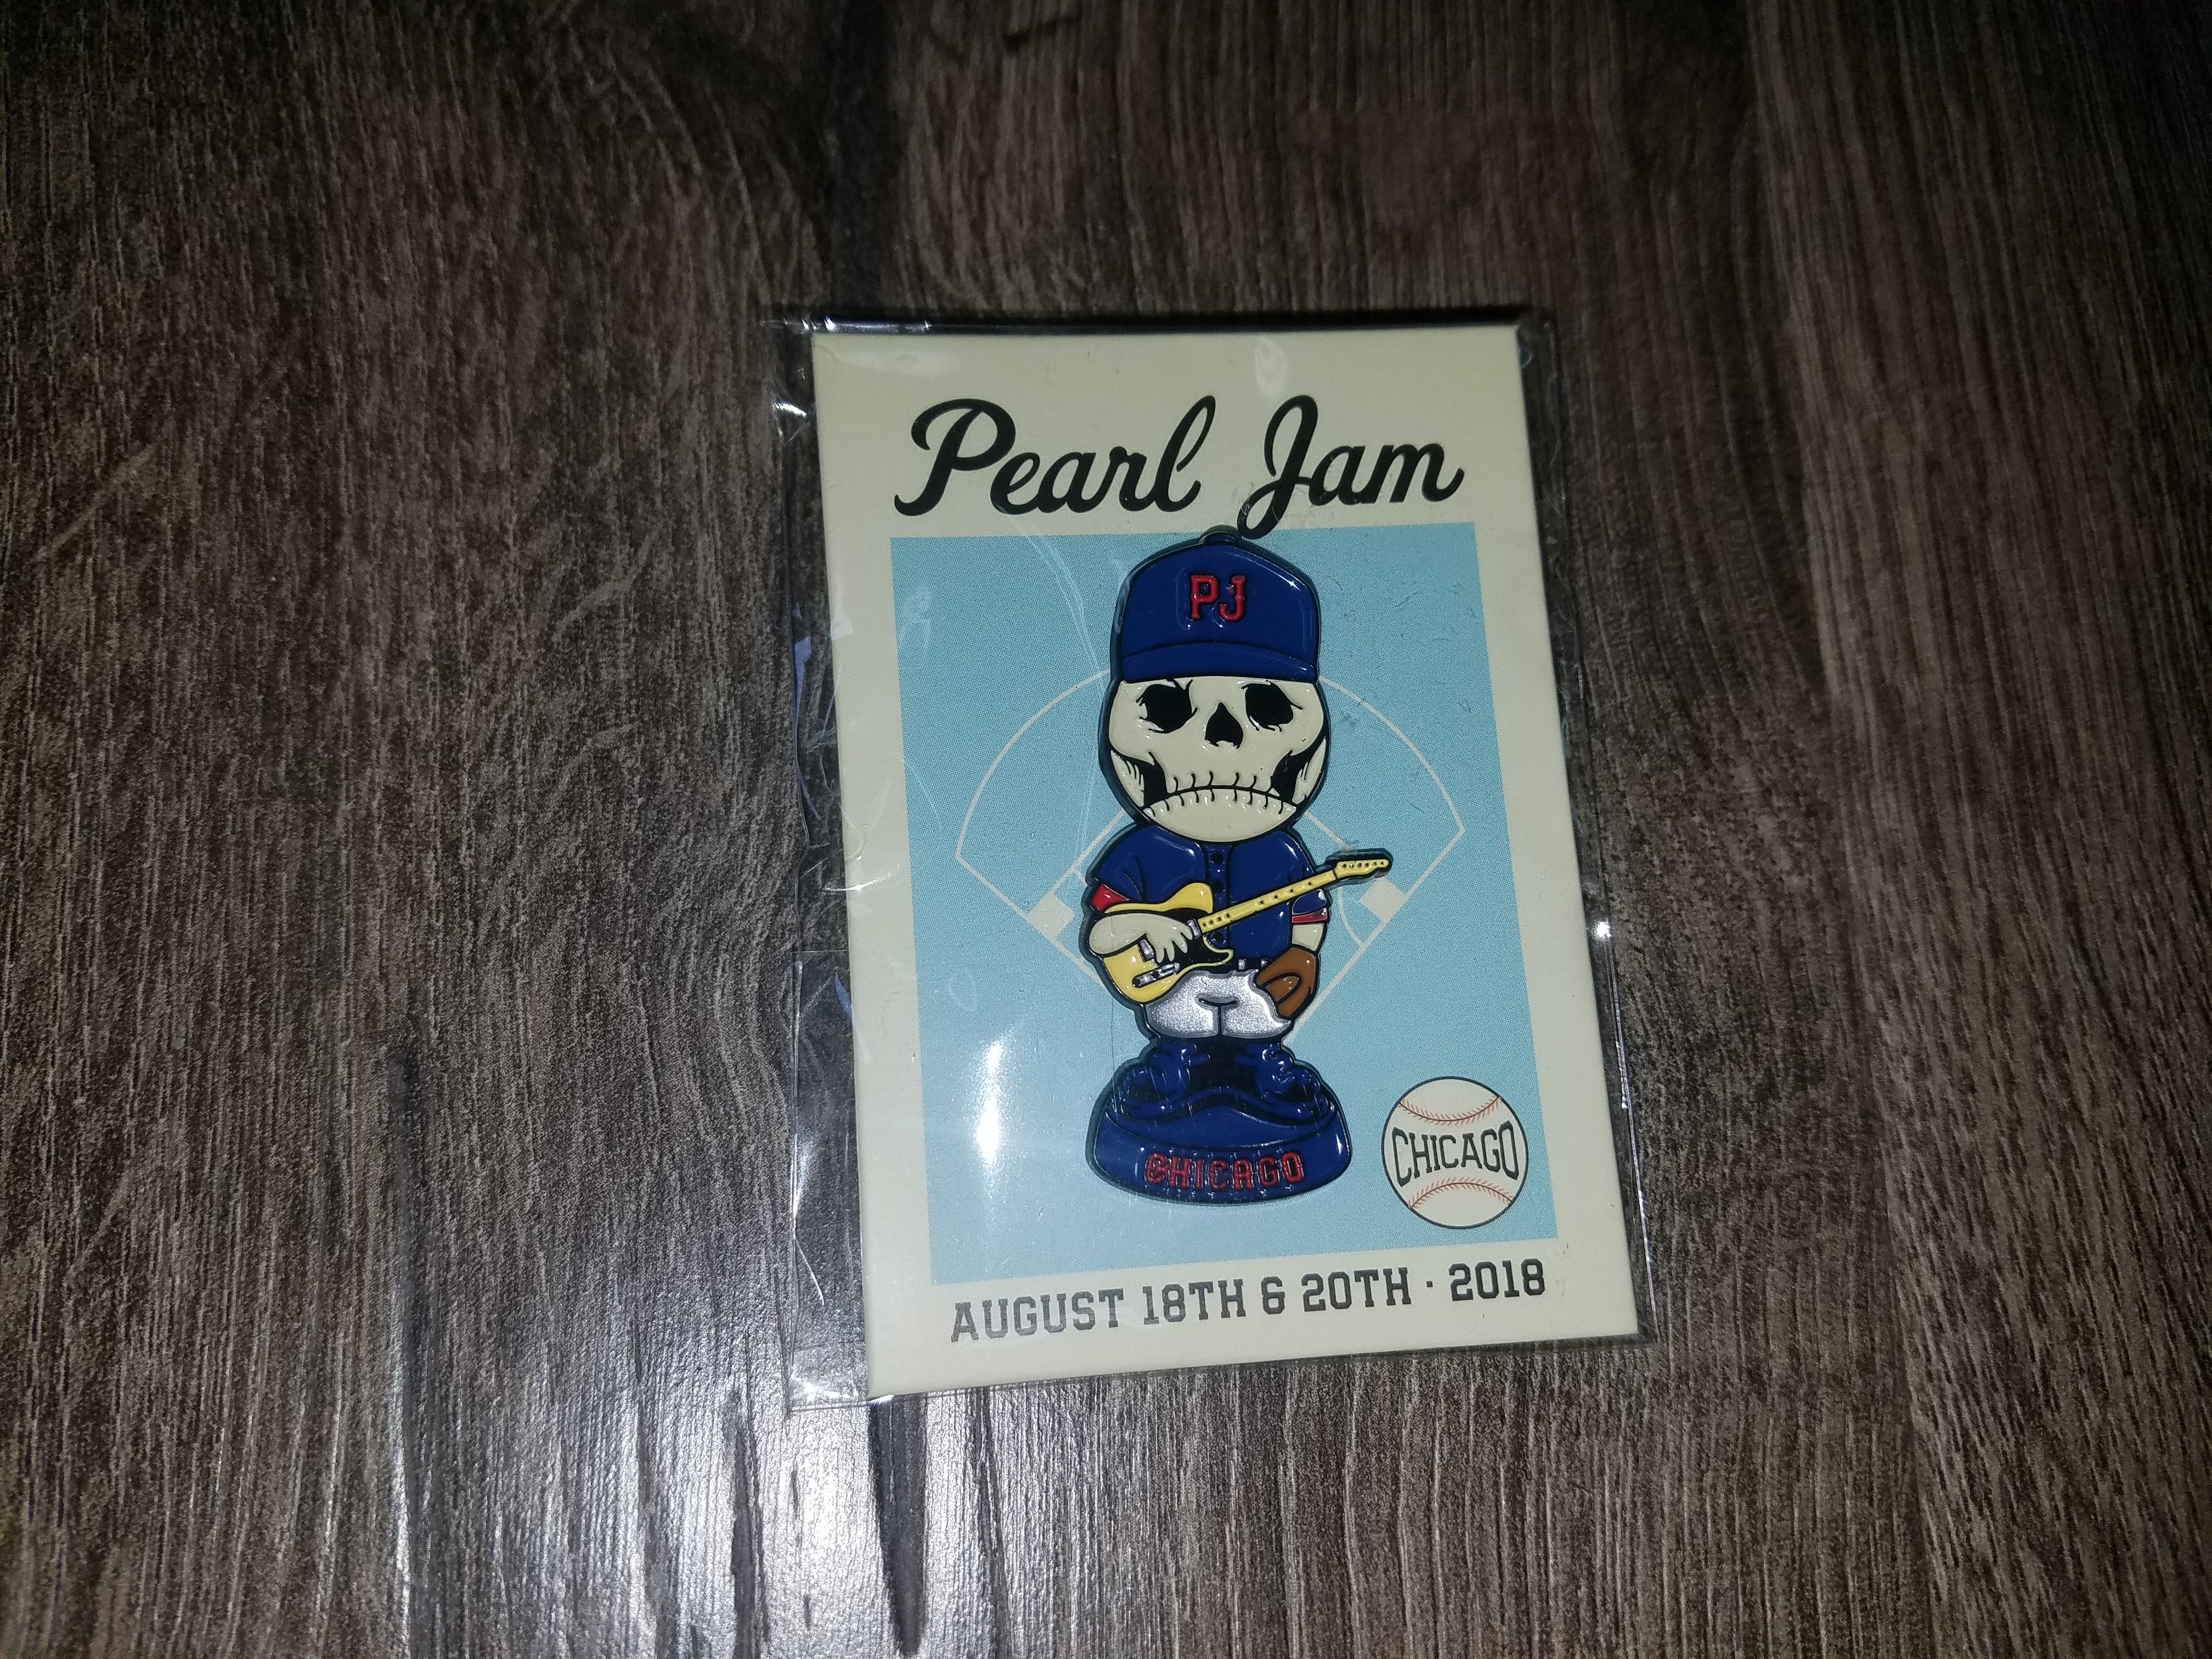 Pearl Jam
PJ
CHICAGO
CHICAGO
AUGUST 18TH & 20TH · 2018